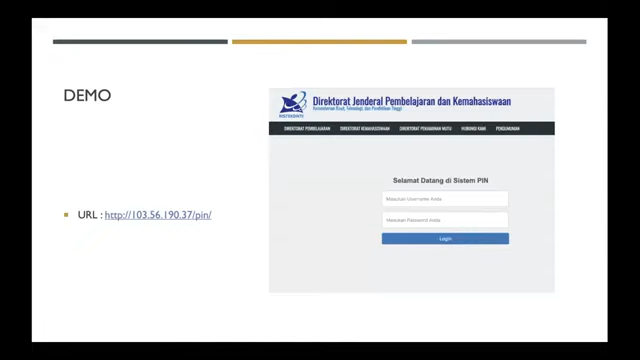 DEMO
URL : http://103.56.190.37/pin/
RISTEKDIKTI
Direktorat Jenderal Pembelajaran dan Kemahasiswaan
Kementerian Riset, Teknologi, dan Pendidikan Tinggi
DIREKTORAT PEMBELAJARAN DIREKTORAT KEMAHASISWAAN DIREKTORAT PENJAMINAN MUTU HUBUNGI KAMI PENGUMUMAN
Selamat Datang di Sistem PIN
Masukan Username Anda
Masukan Password Anda
Login